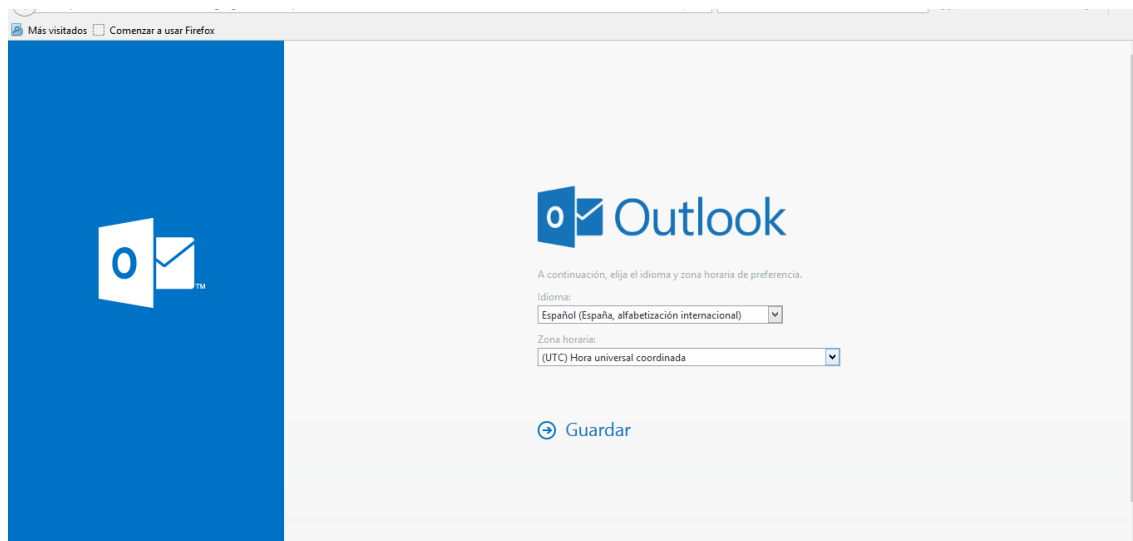 Más visitados Comenzar a usar Firefox
O Outlook
O TM
A continuación, elija el idioma y zona horaria de preferencia.
Idioma:
Español (España, alfabetización internacional)
Zona horaria:
(UTC) Hora universal coordinada
Guardar